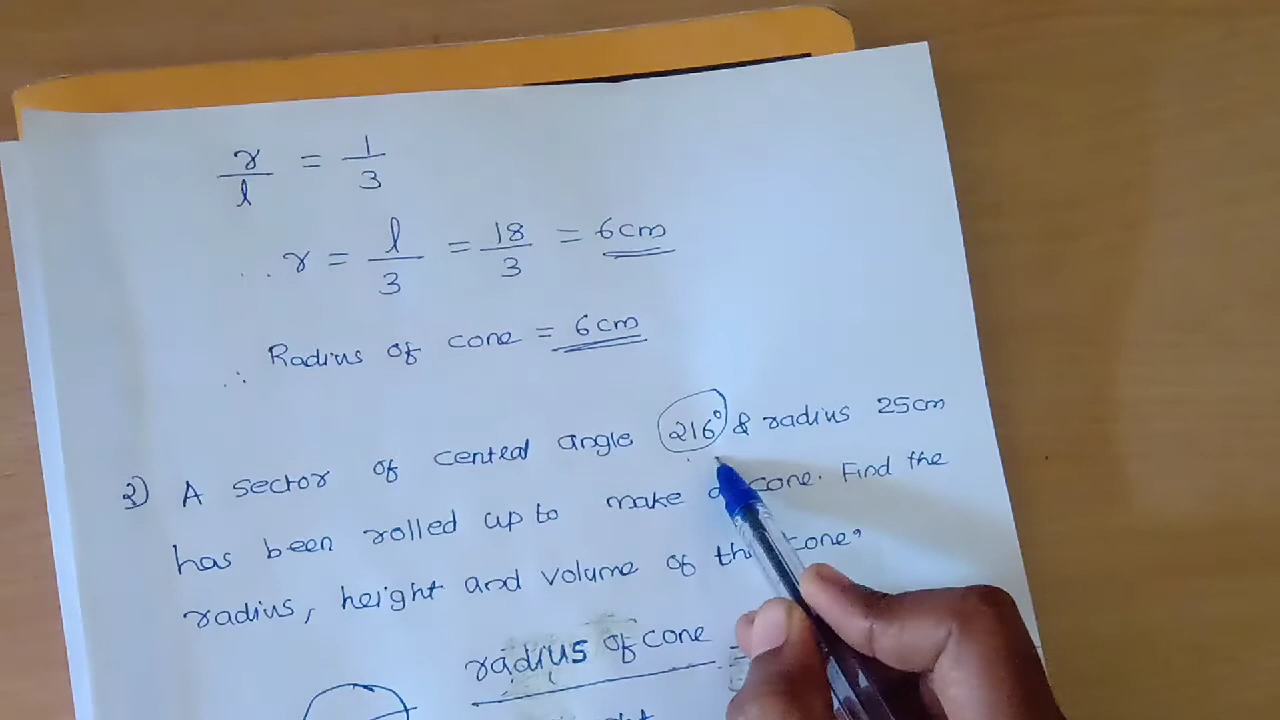 r/l = 1/3
∴ r = l/3 = 18/3 = 6cm
∴ Radius of cone = 6cm
2) A sector of central angle 216° & radius 25cm
has been rolled up to make a cone. Find the
radius, height and volume of the cone?
radius of cone